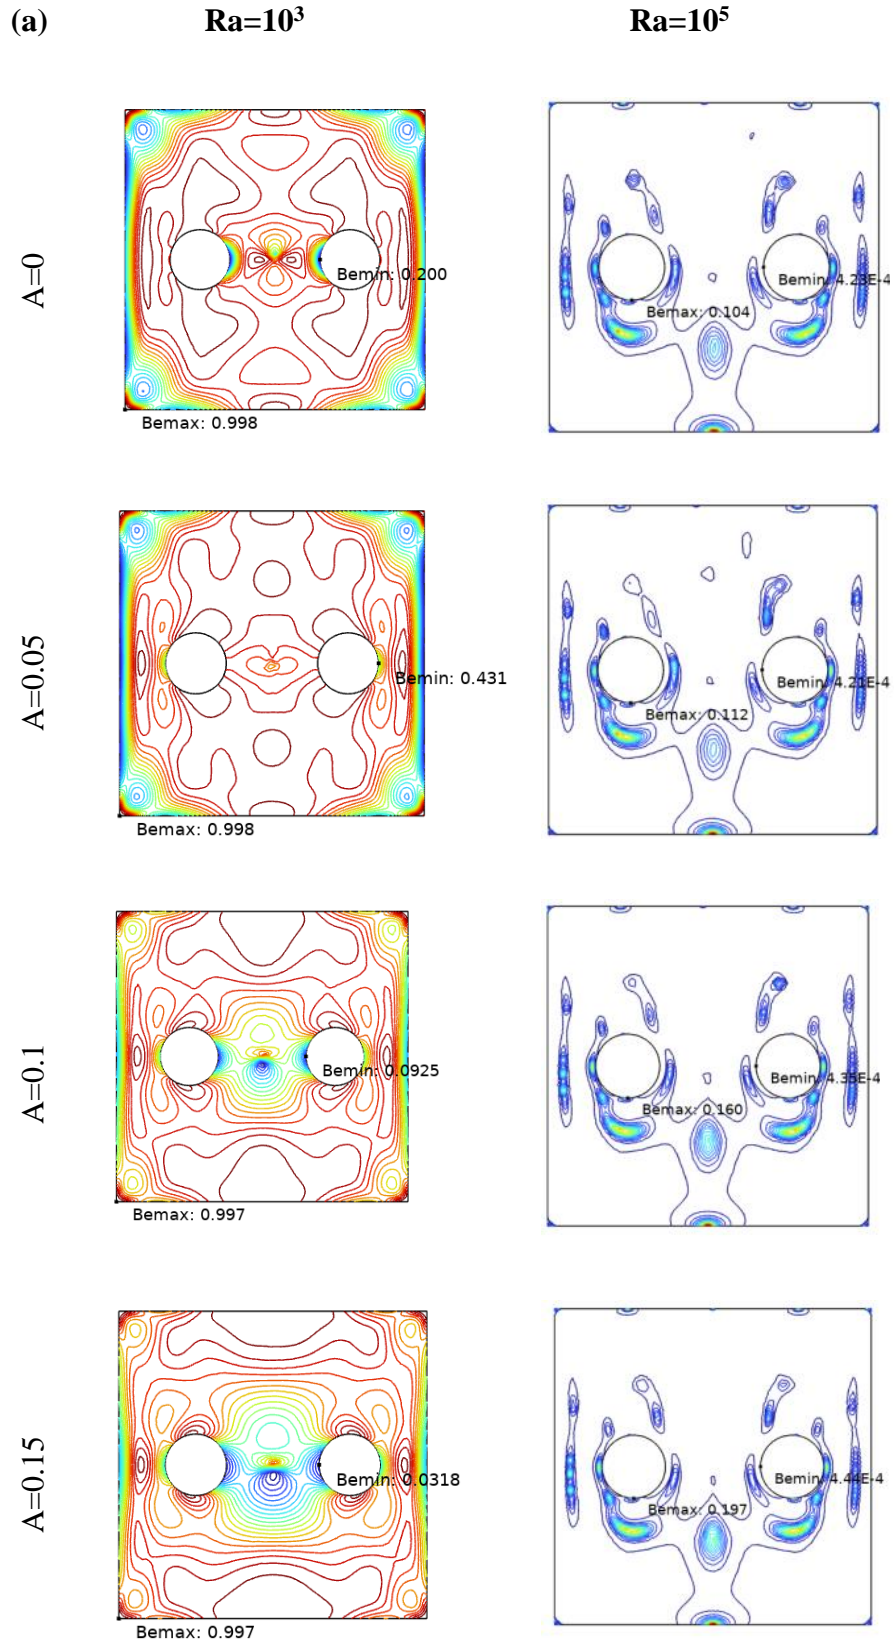 (a) Ra=10³ Ra=10⁵
A=0
Bemin: 0.200
Bemax: 0.998
Bemin: 4.23E-4
Bemax: 0.104
A=0.05
Bemin: 0.431
Bemax: 0.998
Bemin: 4.21E-4
Bemax: 0.112
A=0.1
Bemin: 0.0925
Bemax: 0.997
Bemin: 4.35E-4
Bemax: 0.160
A=0.15
Bemin: 0.0318
Bemax: 0.997
Bemin: 4.44E-4
Bemax: 0.197